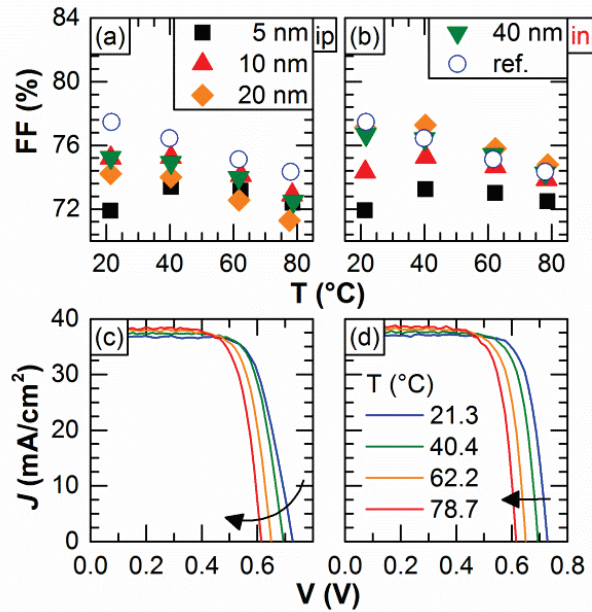 84
80
76
72
FF (%)
(a)
5 nm
10 nm
20 nm
ip
(b)
40 nm
ref.
in
20 40 60 80
20 40 60 80
T (°C)
40
30
20
10
0
J (mA/cm²)
(c)
(d)
T (°C)
21.3
40.4
62.2
78.7
0.0 0.2 0.4 0.6
0.0 0.2 0.4 0.6 0.8
V (V)